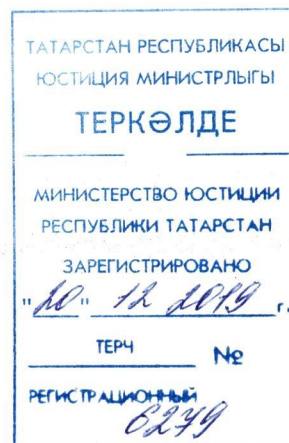 ТАТАРСТАН РЕСПУБЛИКАСЫ
ЮСТИЦИЯ МИНИСТРЛЫГЫ
ТЕРКӘЛДЕ
МИНИСТЕРСТВО ЮСТИЦИИ
РЕСПУБЛИКИ ТАТАРСТАН
ЗАРЕГИСТРИРОВАНО
"20" 12 2019 г.
ТЕРЧ №
РЕГИСТРАЦИОННЫЙ
6279